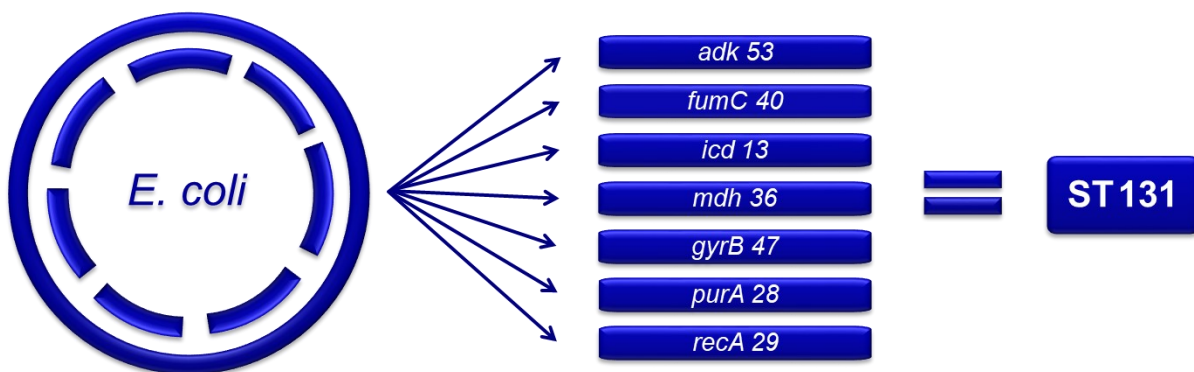 E. coli
adk 53
fumC 40
icd 13
mdh 36
gyrB 47
purA 28
recA 29
ST131